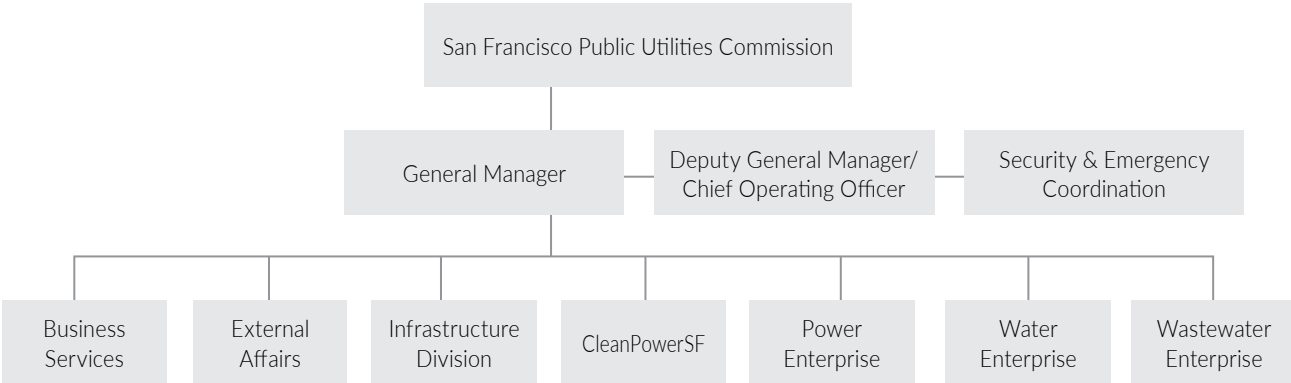 San Francisco Public Utilities Commission
General Manager
Deputy General Manager/
Chief Operating Officer
Security & Emergency
Coordination
Business
Services
External
Affairs
Infrastructure
Division
CleanPowerSF
Power
Enterprise
Water
Enterprise
Wastewater
Enterprise